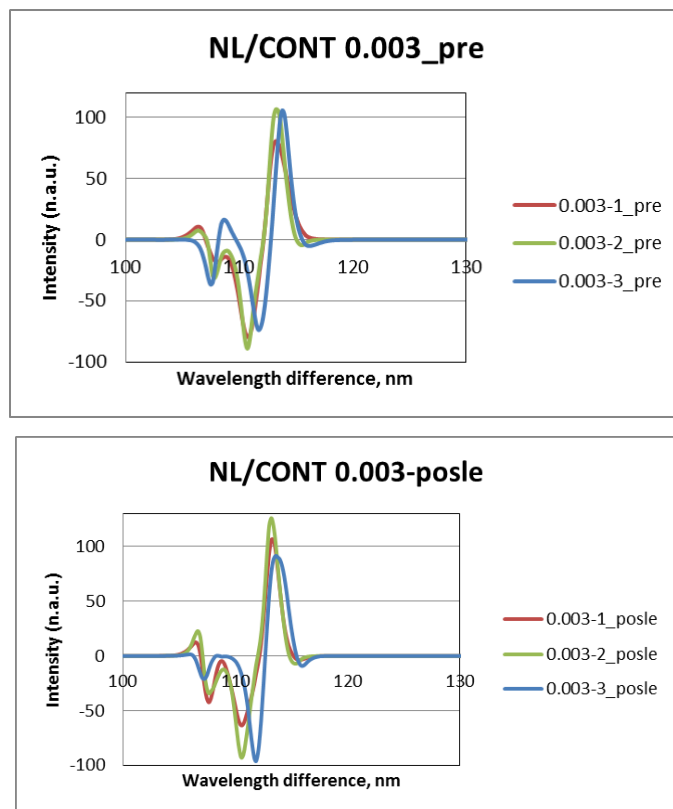 NL/CONT 0.003_pre
100
50
0
-50
-100
100
110
120
130
Intensity (n.a.u.)
Wavelength difference, nm
0.003-1_pre
0.003-2_pre
0.003-3_pre
NL/CONT 0.003-posle
100
50
0
-50
-100
100
110
120
130
Intensity (n.a.u.)
Wavelength difference, nm
0.003-1_posle
0.003-2_posle
0.003-3_posle